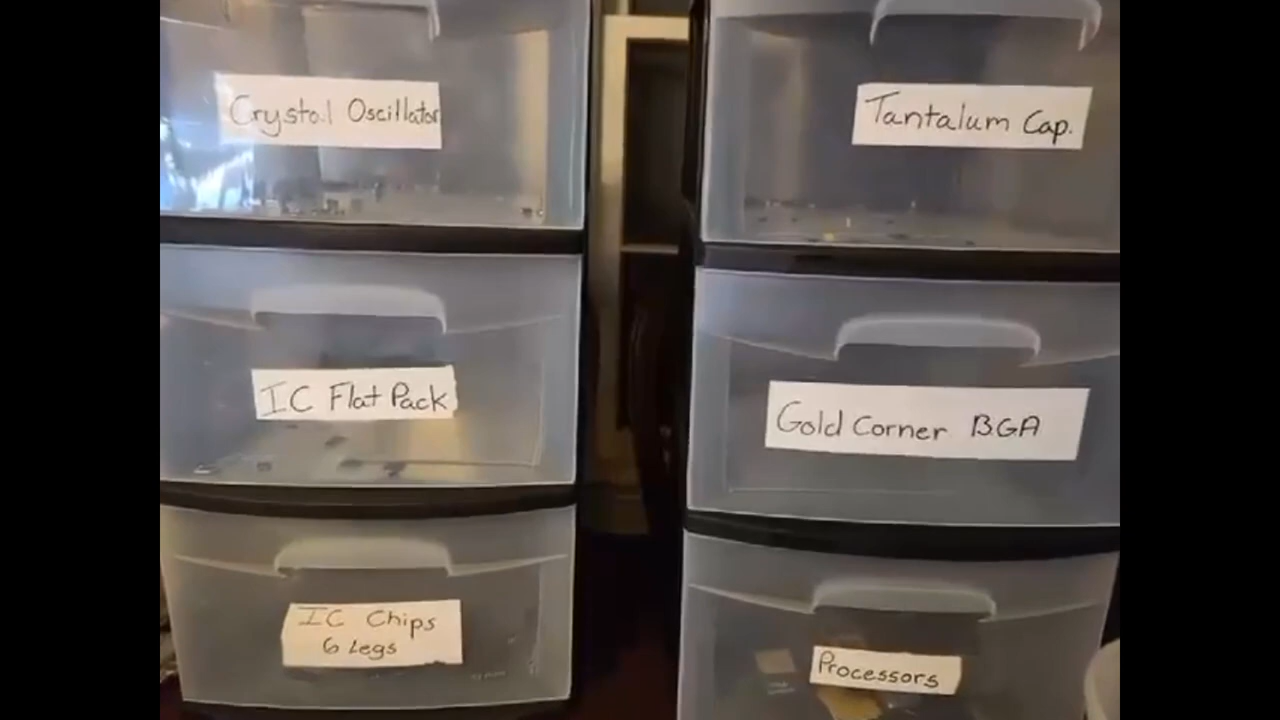 Crystal Oscillator
Tantalum Cap.
IC Flat Pack
Gold Corner BGA
IC Chips
6 Legs
Processors